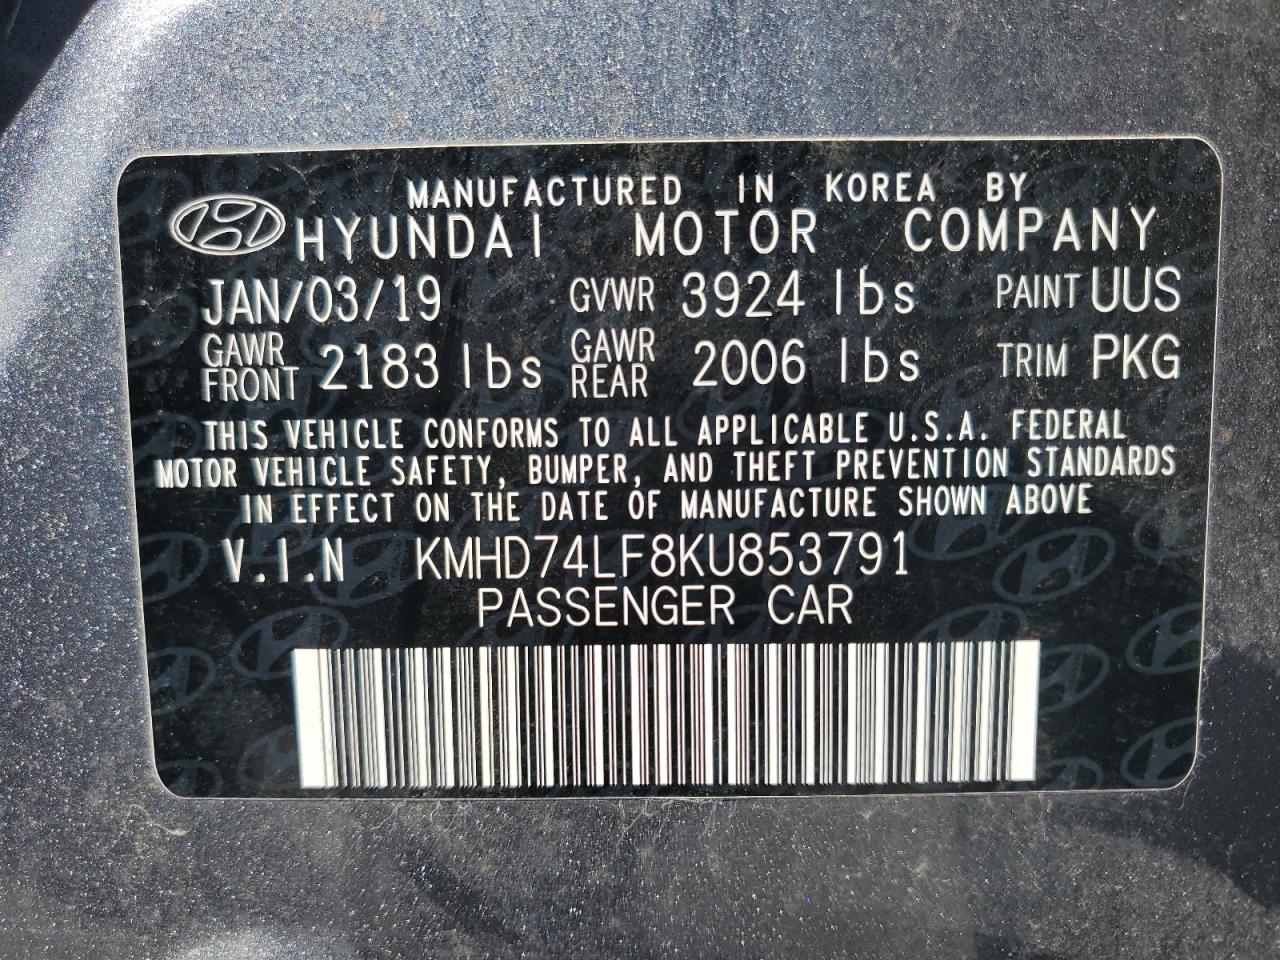 MANUFACTURED IN KOREA BY
HYUNDAI MOTOR COMPANY
JAN/03/19 GVWR 3924 lbs PAINT UUS
GAWR FRONT 2183 lbs GAWR REAR 2006 lbs TRIM PKG
THIS VEHICLE CONFORMS TO ALL APPLICABLE U.S.A. FEDERAL
MOTOR VEHICLE SAFETY, BUMPER, AND THEFT PREVENTION STANDARDS
IN EFFECT ON THE DATE OF MANUFACTURE SHOWN ABOVE
V.I.N KMHD74LF8KU853791
PASSENGER CAR